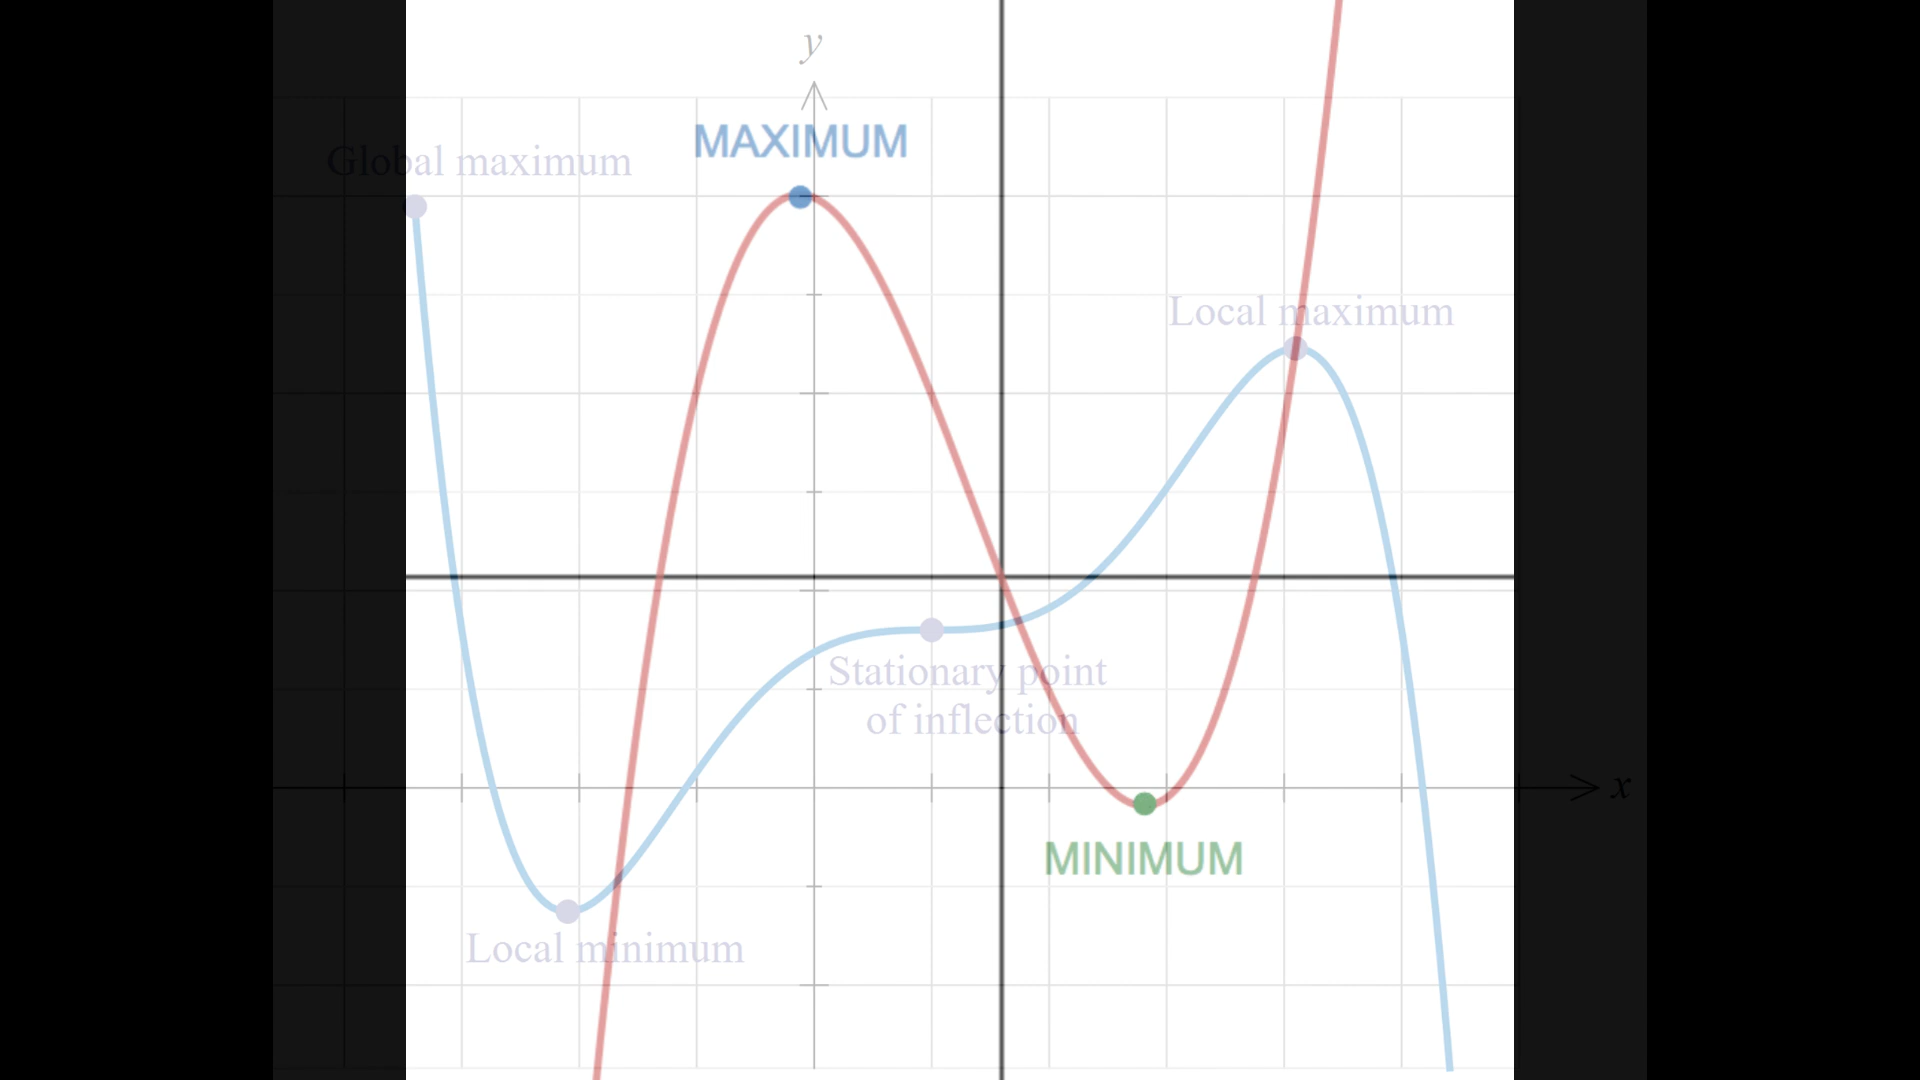 y
MAXIMUM
Global maximum
Local maximum
Stationary point
of inflection
x
MINIMUM
Local minimum